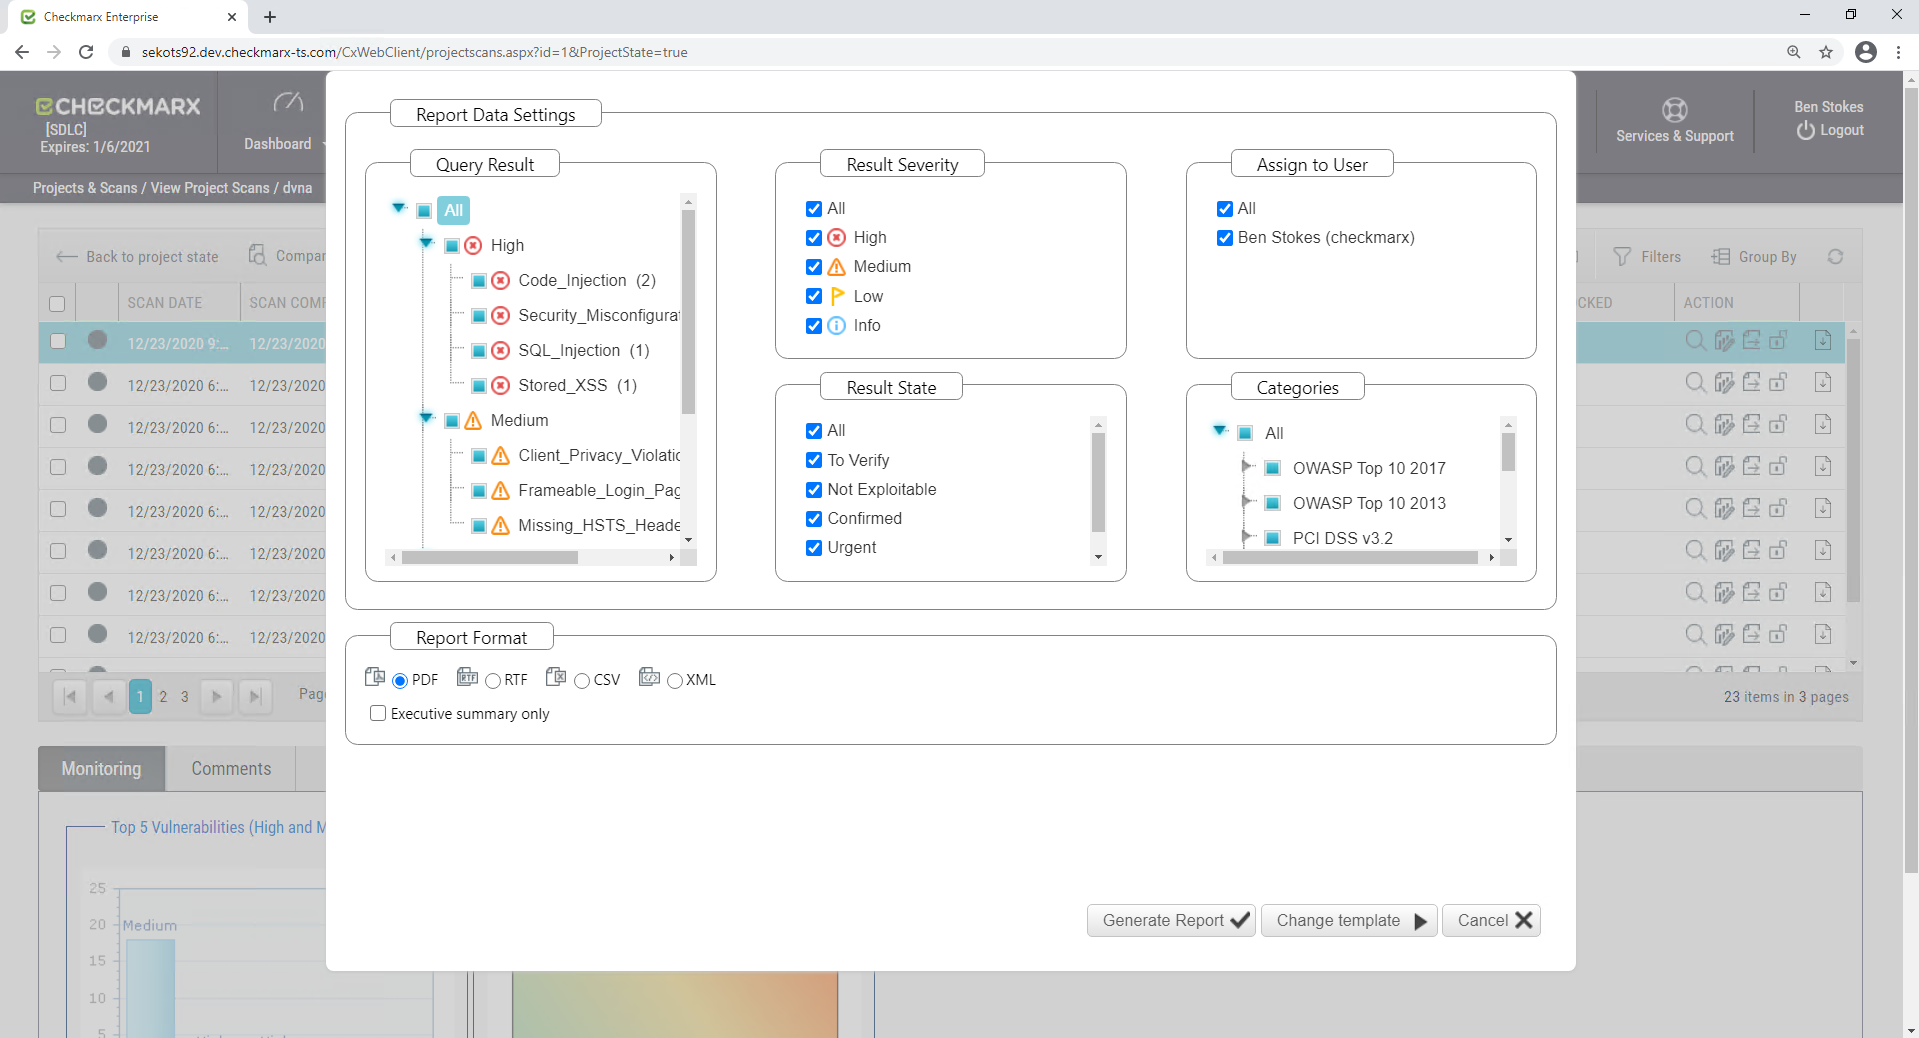 Checkmarx Enterprise
sekots92.dev.checkmarx-ts.com/CxWebClient/projectscans.aspx?id=1&ProjectState=true
CHECKMARX
[SDLC]
Expires: 1/6/2021
Dashboard
Services & Support
Ben Stokes
Logout
Projects & Scans / View Project Scans / dvna
Back to project state
Compar
Filters
Group By
SCAN DATE
SCAN COMP
CKED
ACTION
12/23/2020 9:...
12/23/2020
12/23/2020 6:...
12/23/2020
12/23/2020 6:...
12/23/2020
12/23/2020 6:...
12/23/2020
12/23/2020 6:...
12/23/2020
12/23/2020 6:...
12/23/2020
12/23/2020 6:...
12/23/2020
12/23/2020 6:...
12/23/2020
1 2 3
Pag
23 items in 3 pages
Monitoring
Comments
Top 5 Vulnerabilities (High and M
25
20
15
10
5
Medium
Report Data Settings
Query Result
All
High
Code_Injection (2)
Security_Misconfigurat
SQL_Injection (1)
Stored_XSS (1)
Medium
Client_Privacy_Violatio
Frameable_Login_Pag
Missing_HSTS_Heade
Result Severity
All
High
Medium
Low
Info
Assign to User
All
Ben Stokes (checkmarx)
Result State
All
To Verify
Not Exploitable
Confirmed
Urgent
Categories
All
OWASP Top 10 2017
OWASP Top 10 2013
PCI DSS v3.2
Report Format
PDF
RTF
RTF
CSV
XML
Executive summary only
Generate Report
Change template
Cancel